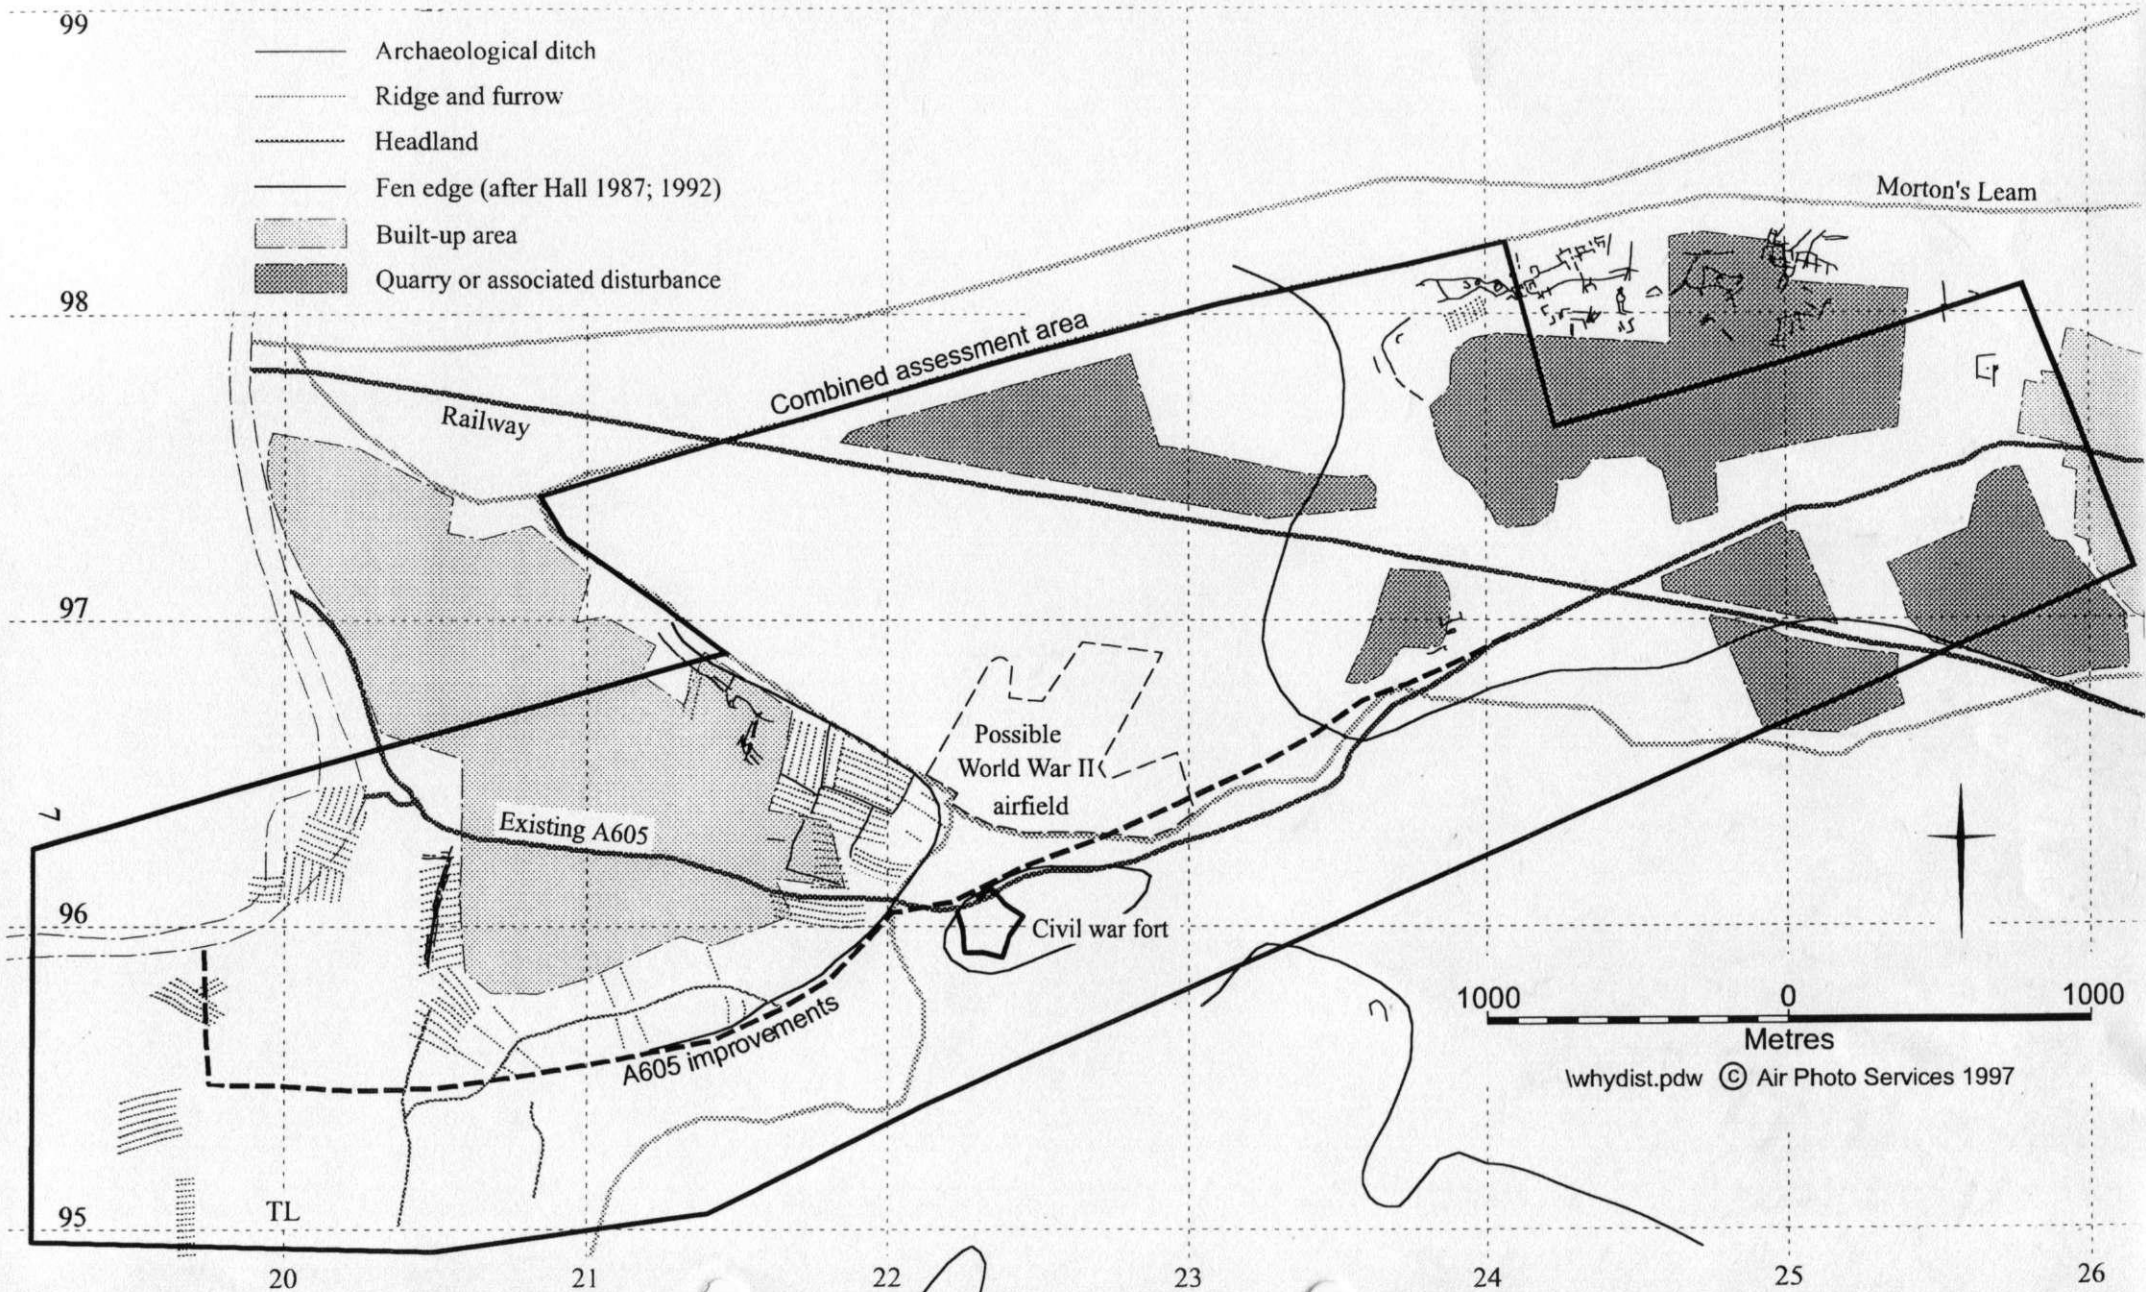 99
Archaeological ditch
Ridge and furrow
Headland
Fen edge (after Hall 1987; 1992)
Built-up area
Quarry or associated disturbance
Morton's Leam
98
Combined assessment area
Railway
97
Possible
World War II
airfield
Existing A605
96
Civil war fort
A605 improvements
1000 0 1000
Metres
\whydist.pdw © Air Photo Services 1997
95
TL
20 21 22 23 24 25 26